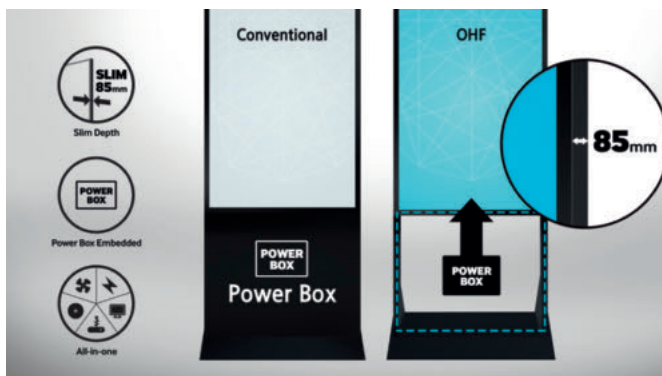 Conventional
OHF
SLIM
85mm
Slim Depth
85mm
POWER
BOX
Power Box Embedded
POWER
BOX
Power Box
POWER
BOX
All-in-one